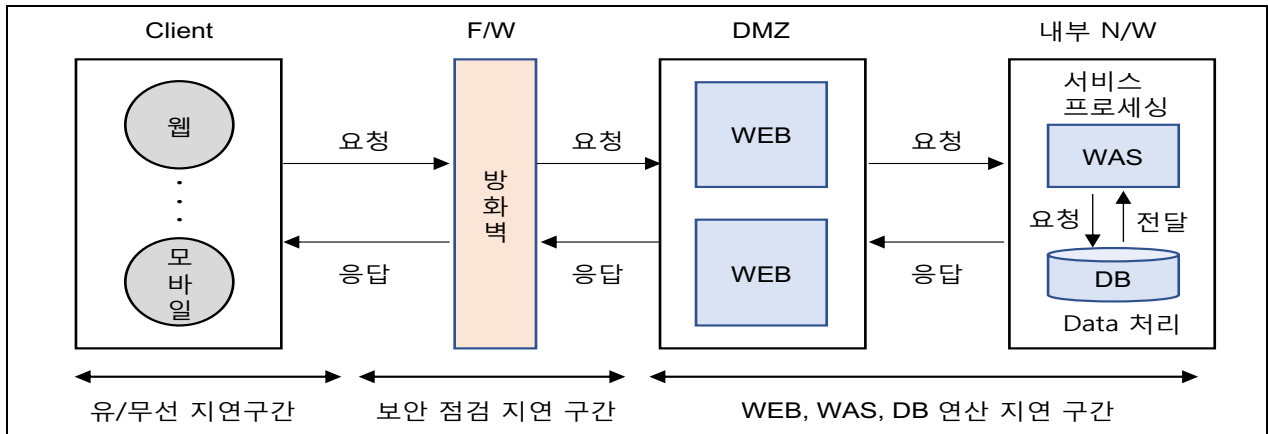 Client
F/W
DMZ
내부 N/W
웹
모
바
일
요청
응답
방
화
벽
요청
응답
WEB
WEB
요청
응답
서비스
프로세싱
WAS
요청
전달
DB
Data 처리
유/무선 지연구간
보안 점검 지연 구간
WEB, WAS, DB 연산 지연 구간